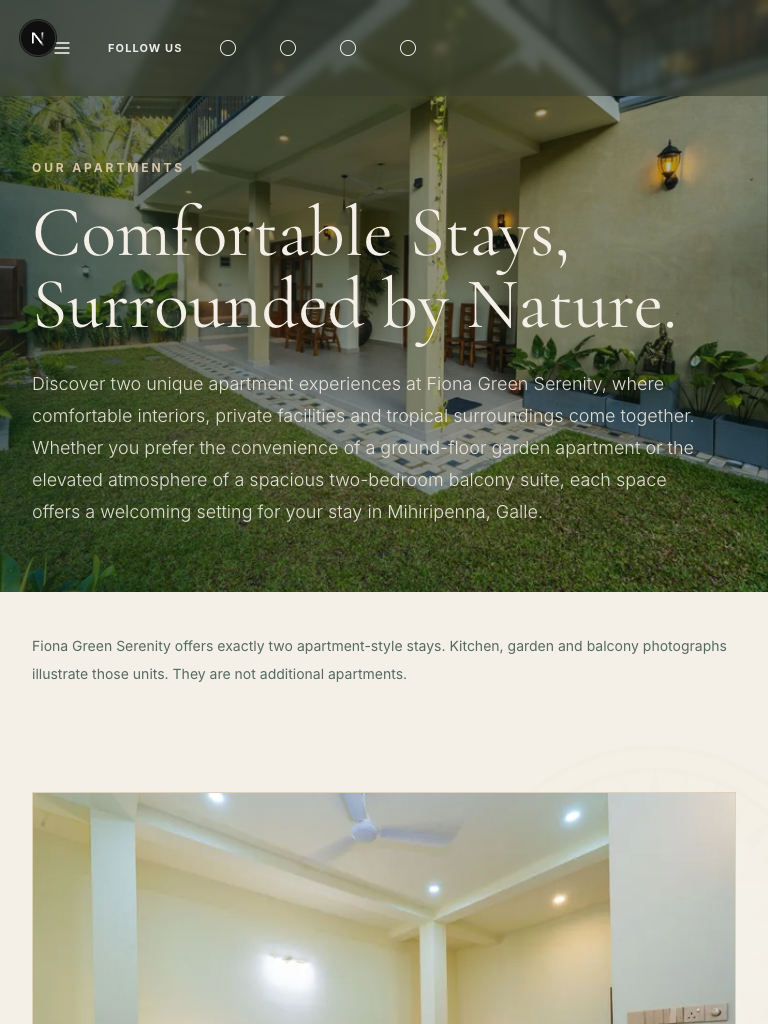 N
FOLLOW US
OUR APARTMENTS
Comfortable Stays,
Surrounded by Nature.
Discover two unique apartment experiences at Fiona Green Serenity, where
comfortable interiors, private facilities and tropical surroundings come together.
Whether you prefer the convenience of a ground-floor garden apartment or the
elevated atmosphere of a spacious two-bedroom balcony suite, each space
offers a welcoming setting for your stay in Mihiripenna, Galle.
Fiona Green Serenity offers exactly two apartment-style stays. Kitchen, garden and balcony photographs
illustrate those units. They are not additional apartments.